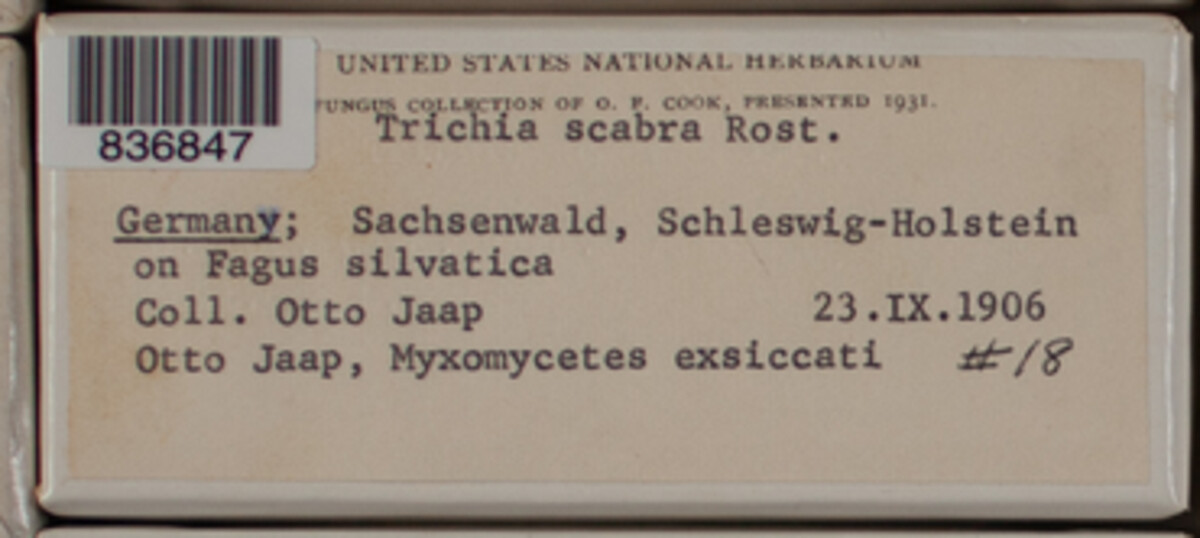 UNITED STATES NATIONAL HERBARIUM
FUNGUS COLLECTION OF O. F. COOK, PRESENTED 1931.
836847
Trichia scabra Rost.
Germany; Sachsenwald, Schleswig-Holstein
on Fagus silvatica
Coll. Otto Jaap 23.IX.1906
Otto Jaap, Myxomycetes exsiccati #18